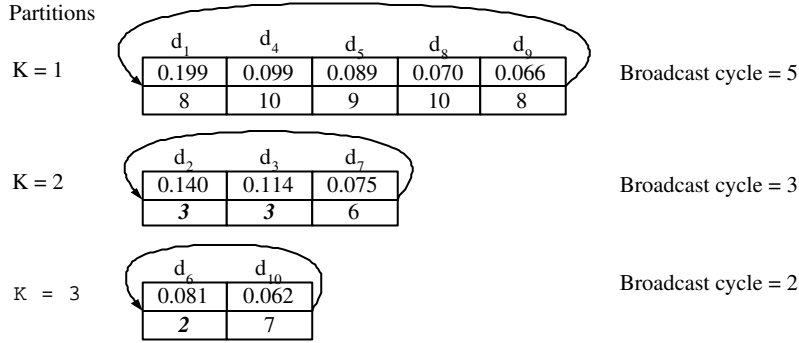 Partitions
d1 d4 d5 d8 d9
K = 1 0.199 0.099 0.089 0.070 0.066 Broadcast cycle = 5
8 10 9 10 8
d2 d3 d7
K = 2 0.140 0.114 0.075 Broadcast cycle = 3
3 3 6
d6 d10
K = 3 0.081 0.062 Broadcast cycle = 2
2 7